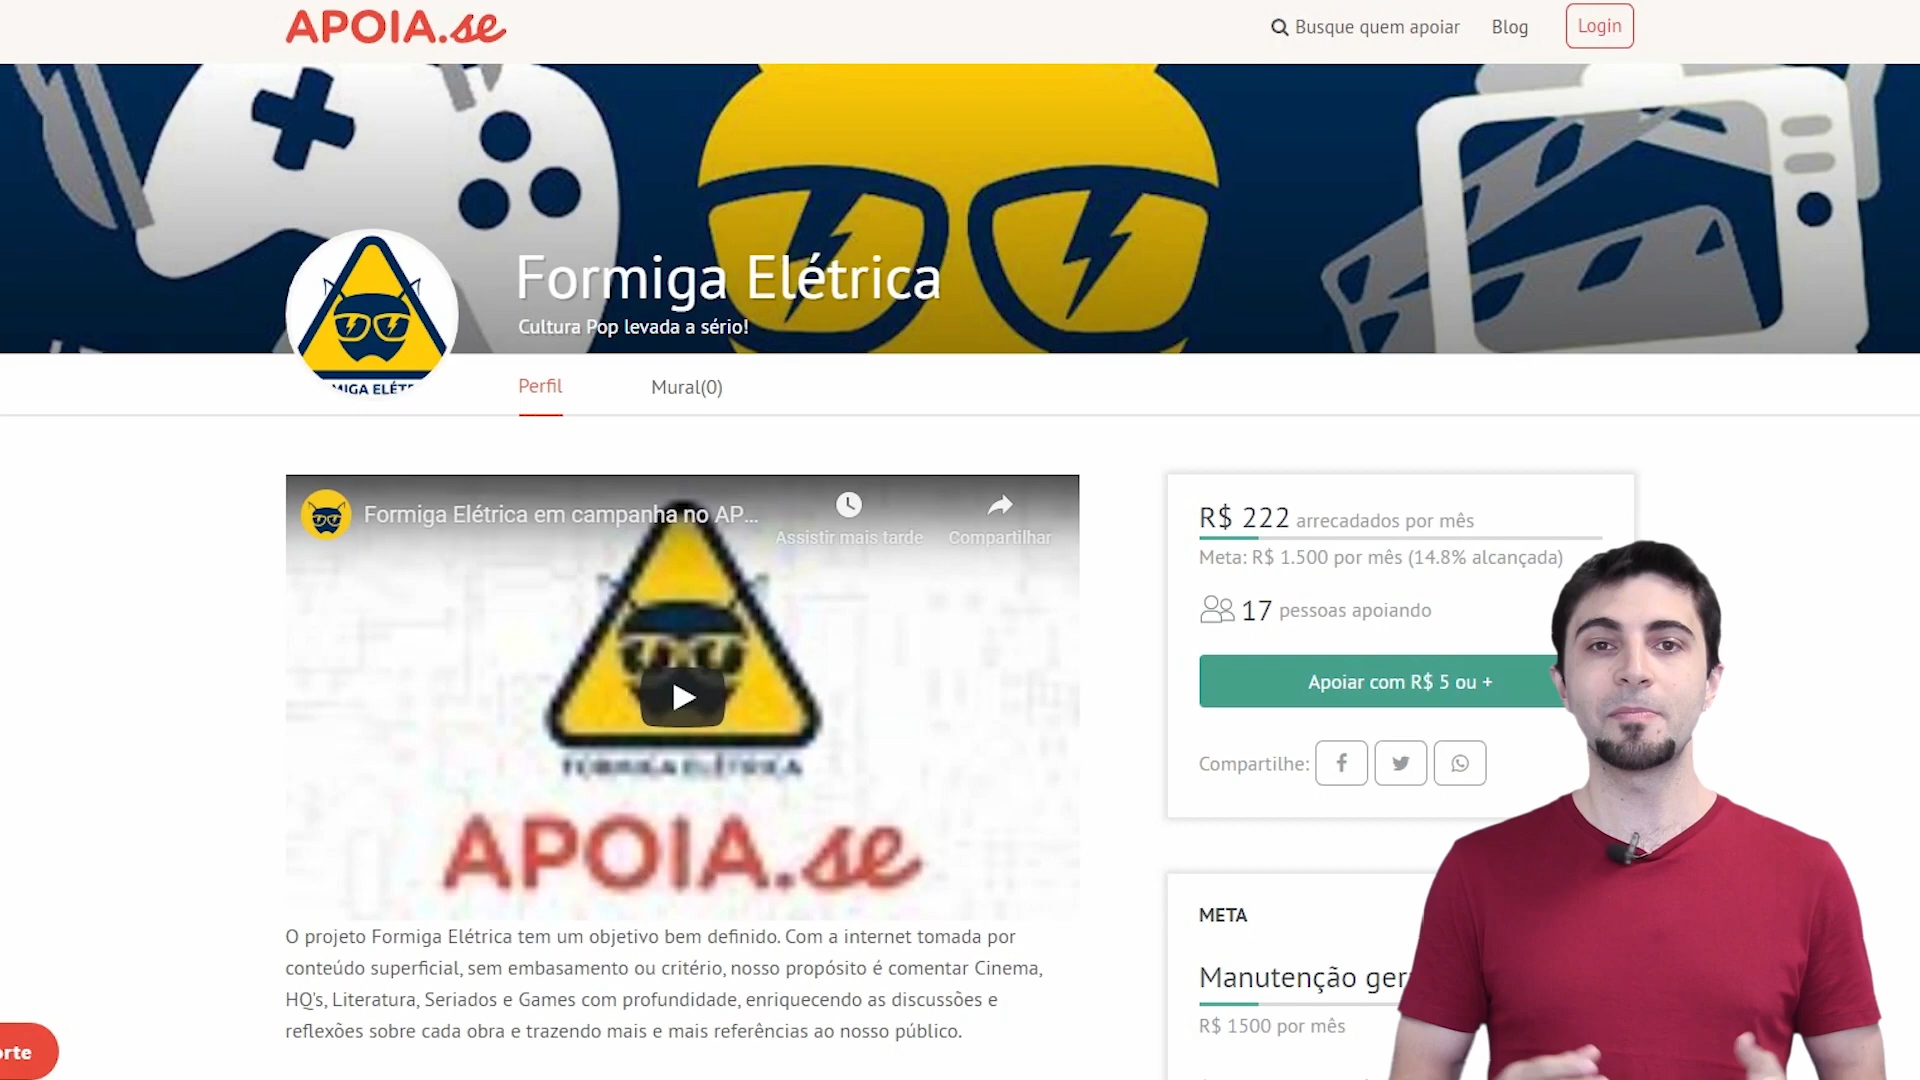 APOIA.se
Busque quem apoiar
Blog
Login
Formiga Elétrica
Cultura Pop levada a sério!
Perfil
Mural(0)
Formiga Elétrica em campanha no AP...
Assistir mais tarde
Compartilhar
FORMIGA ELÉTRICA
APOIA.se
O projeto Formiga Elétrica tem um objetivo bem definido. Com a internet tomada por
conteúdo superficial, sem embasamento ou critério, nosso propósito é comentar Cinema,
HQ's, Literatura, Seriados e Games com profundidade, enriquecendo as discussões e
reflexões sobre cada obra e trazendo mais e mais referências ao nosso público.
R$ 222 arrecadados por mês
Meta: R$ 1.500 por mês (14.8% alcançada)
17 pessoas apoiando
Apoiar com R$ 5 ou +
Compartilhe:
META
Manutenção ger
R$ 1500 por mês